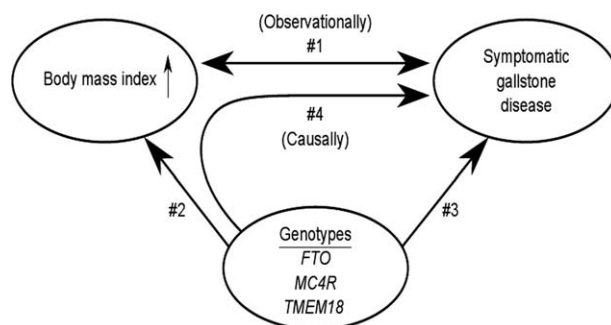 (Observationally)
#1
Body mass index ↑
Symptomatic
gallstone
disease
#4
(Causally)
#2
#3
Genotypes
FTO
MC4R
TMEM18